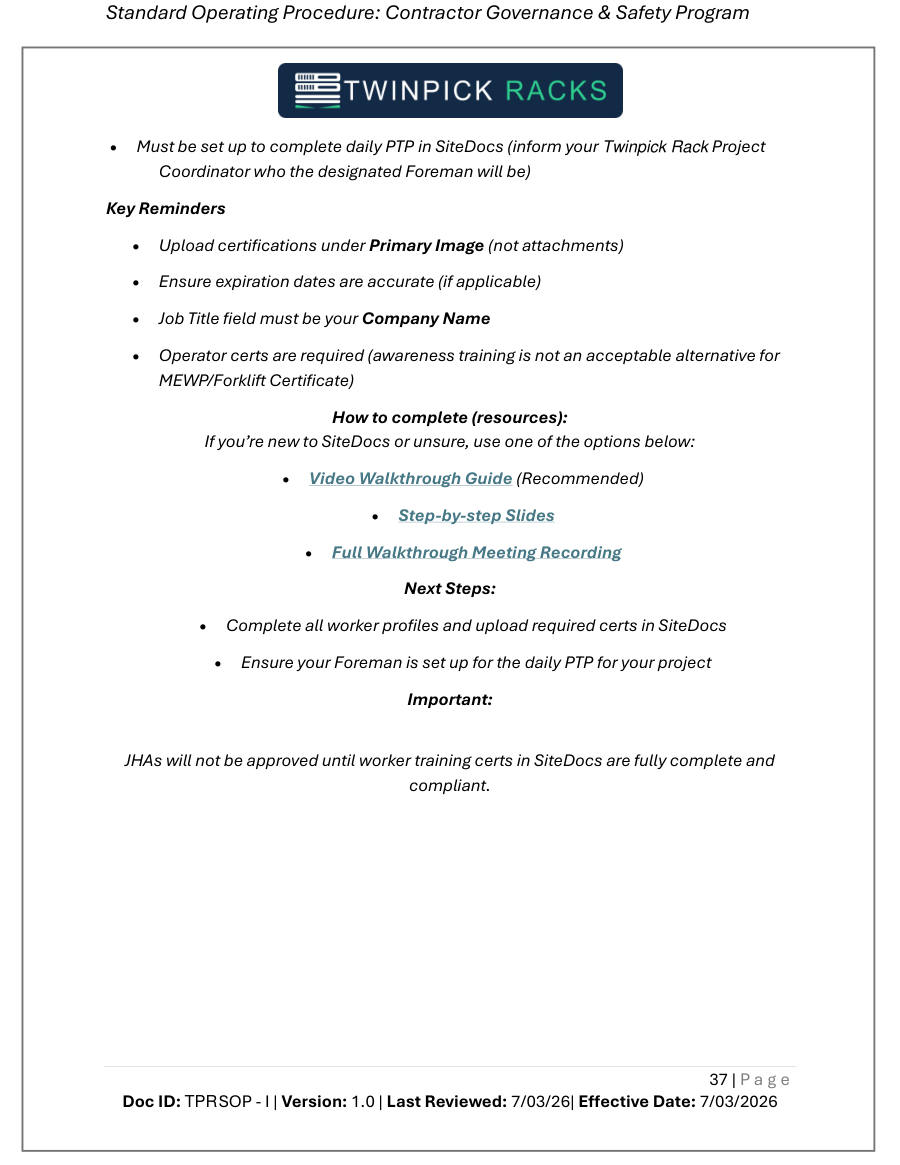 Standard Operating Procedure: Contractor Governance & Safety Program
TWINPICK RACKS
• Must be set up to complete daily PTP in SiteDocs (inform your Twinpick Rack Project
Coordinator who the designated Foreman will be)
Key Reminders
• Upload certifications under Primary Image (not attachments)
• Ensure expiration dates are accurate (if applicable)
• Job Title field must be your Company Name
• Operator certs are required (awareness training is not an acceptable alternative for
MEWP/Forklift Certificate)
How to complete (resources):
If you’re new to SiteDocs or unsure, use one of the options below:
• Video Walkthrough Guide (Recommended)
• Step-by-step Slides
• Full Walkthrough Meeting Recording
Next Steps:
• Complete all worker profiles and upload required certs in SiteDocs
• Ensure your Foreman is set up for the daily PTP for your project
Important:
JHAs will not be approved until worker training certs in SiteDocs are fully complete and
compliant.
37 | Page
Doc ID: TPRSOP - I | Version: 1.0 | Last Reviewed: 7/03/26| Effective Date: 7/03/2026